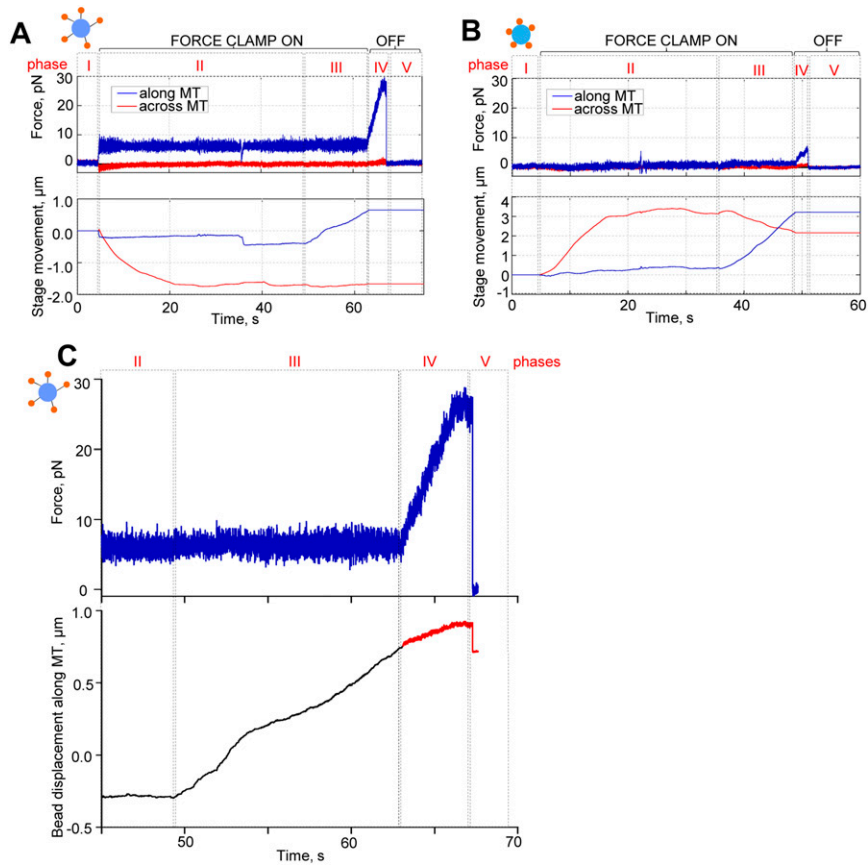 A
FORCE CLAMP ON
OFF
phase I II III IV V
Force, pN
30
20
10
0
along MT
across MT
Stage movement, µm
1.0
0.0
-1.0
-2.0
0 20 40 60
Time, s
B
FORCE CLAMP ON
OFF
I II III IV V
Force, pN
30
20
10
0
along MT
across MT
Stage movement, µm
4
3
2
1
0
-1
0 10 20 30 40 50 60
Time, s
C
II III IV V phases
Force, pN
30
20
10
0
Bead displacement along MT, µm
1.0
0.5
0.0
-0.5
50 60 70
Time, s